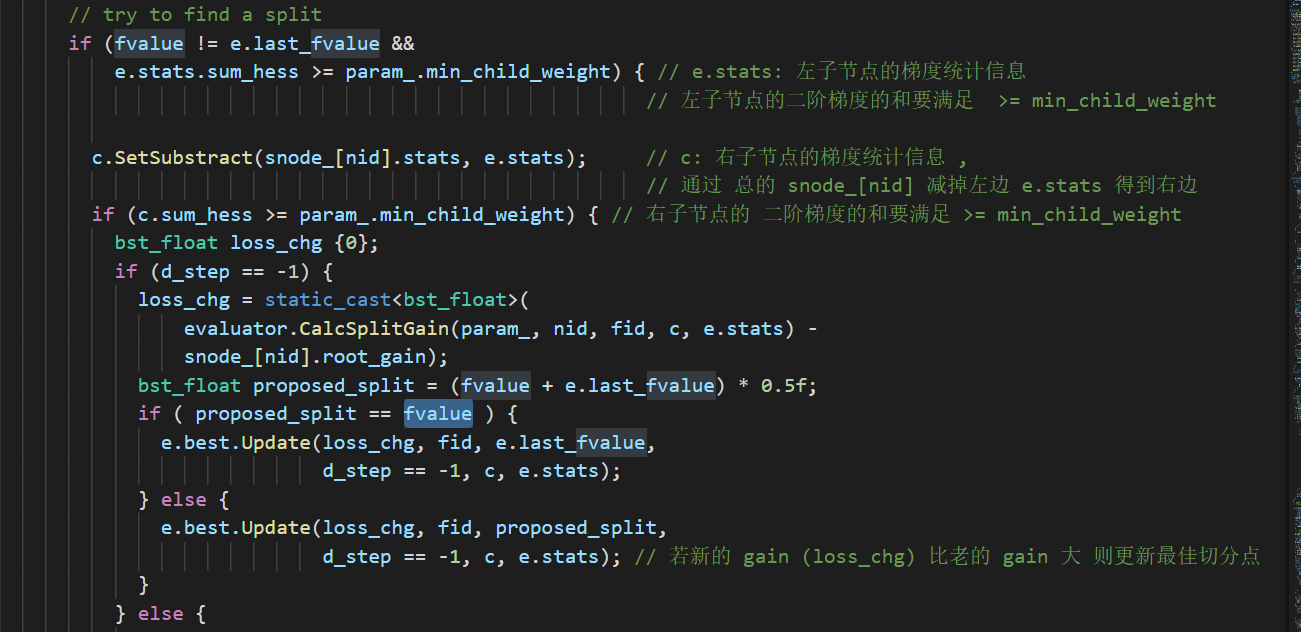 // try to find a split
if (fvalue != e.last_fvalue &&
e.stats.sum_hess >= param_.min_child_weight) { // e.stats: 左子节点的梯度统计信息
// 左子节点的二阶梯度的和要满足  >= min_child_weight
c.SetSubstract(snode_[nid].stats, e.stats);     // c: 右子节点的梯度统计信息 ,
// 通过 总的 snode_[nid] 减掉左边 e.stats 得到右边
if (c.sum_hess >= param_.min_child_weight) { // 右子节点的 二阶梯度的和要满足 >= min_child_weight
bst_float loss_chg {0};
if (d_step == -1) {
loss_chg = static_cast<bst_float>(
evaluator.CalcSplitGain(param_, nid, fid, c, e.stats) -
snode_[nid].root_gain);
bst_float proposed_split = (fvalue + e.last_fvalue) * 0.5f;
if ( proposed_split == fvalue ) {
e.best.Update(loss_chg, fid, e.last_fvalue,
d_step == -1, c, e.stats);
} else {
e.best.Update(loss_chg, fid, proposed_split,
d_step == -1, c, e.stats); // 若新的 gain (loss_chg) 比老的 gain 大 则更新最佳切分点
}
} else {